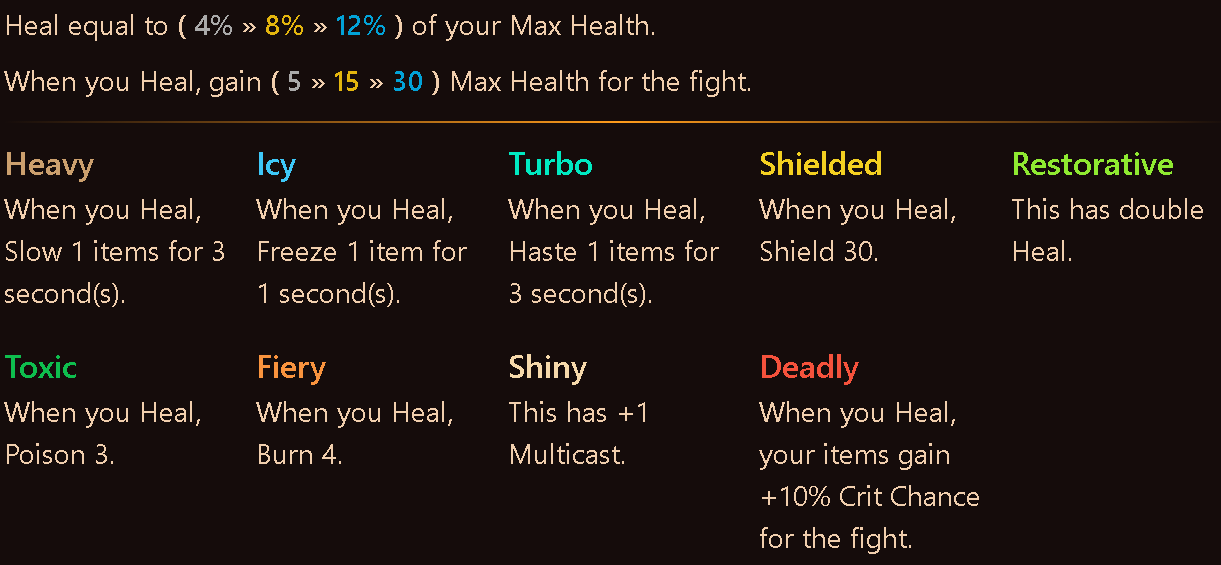 Heal equal to ( 4% » 8% » 12% ) of your Max Health.
When you Heal, gain ( 5 » 15 » 30 ) Max Health for the fight.
Heavy
When you Heal,
Slow 1 items for 3
second(s).
Icy
When you Heal,
Freeze 1 item for
1 second(s).
Turbo
When you Heal,
Haste 1 items for
3 second(s).
Shielded
When you Heal,
Shield 30.
Restorative
This has double
Heal.
Toxic
When you Heal,
Poison 3.
Fiery
When you Heal,
Burn 4.
Shiny
This has +1
Multicast.
Deadly
When you Heal,
your items gain
+10% Crit Chance
for the fight.